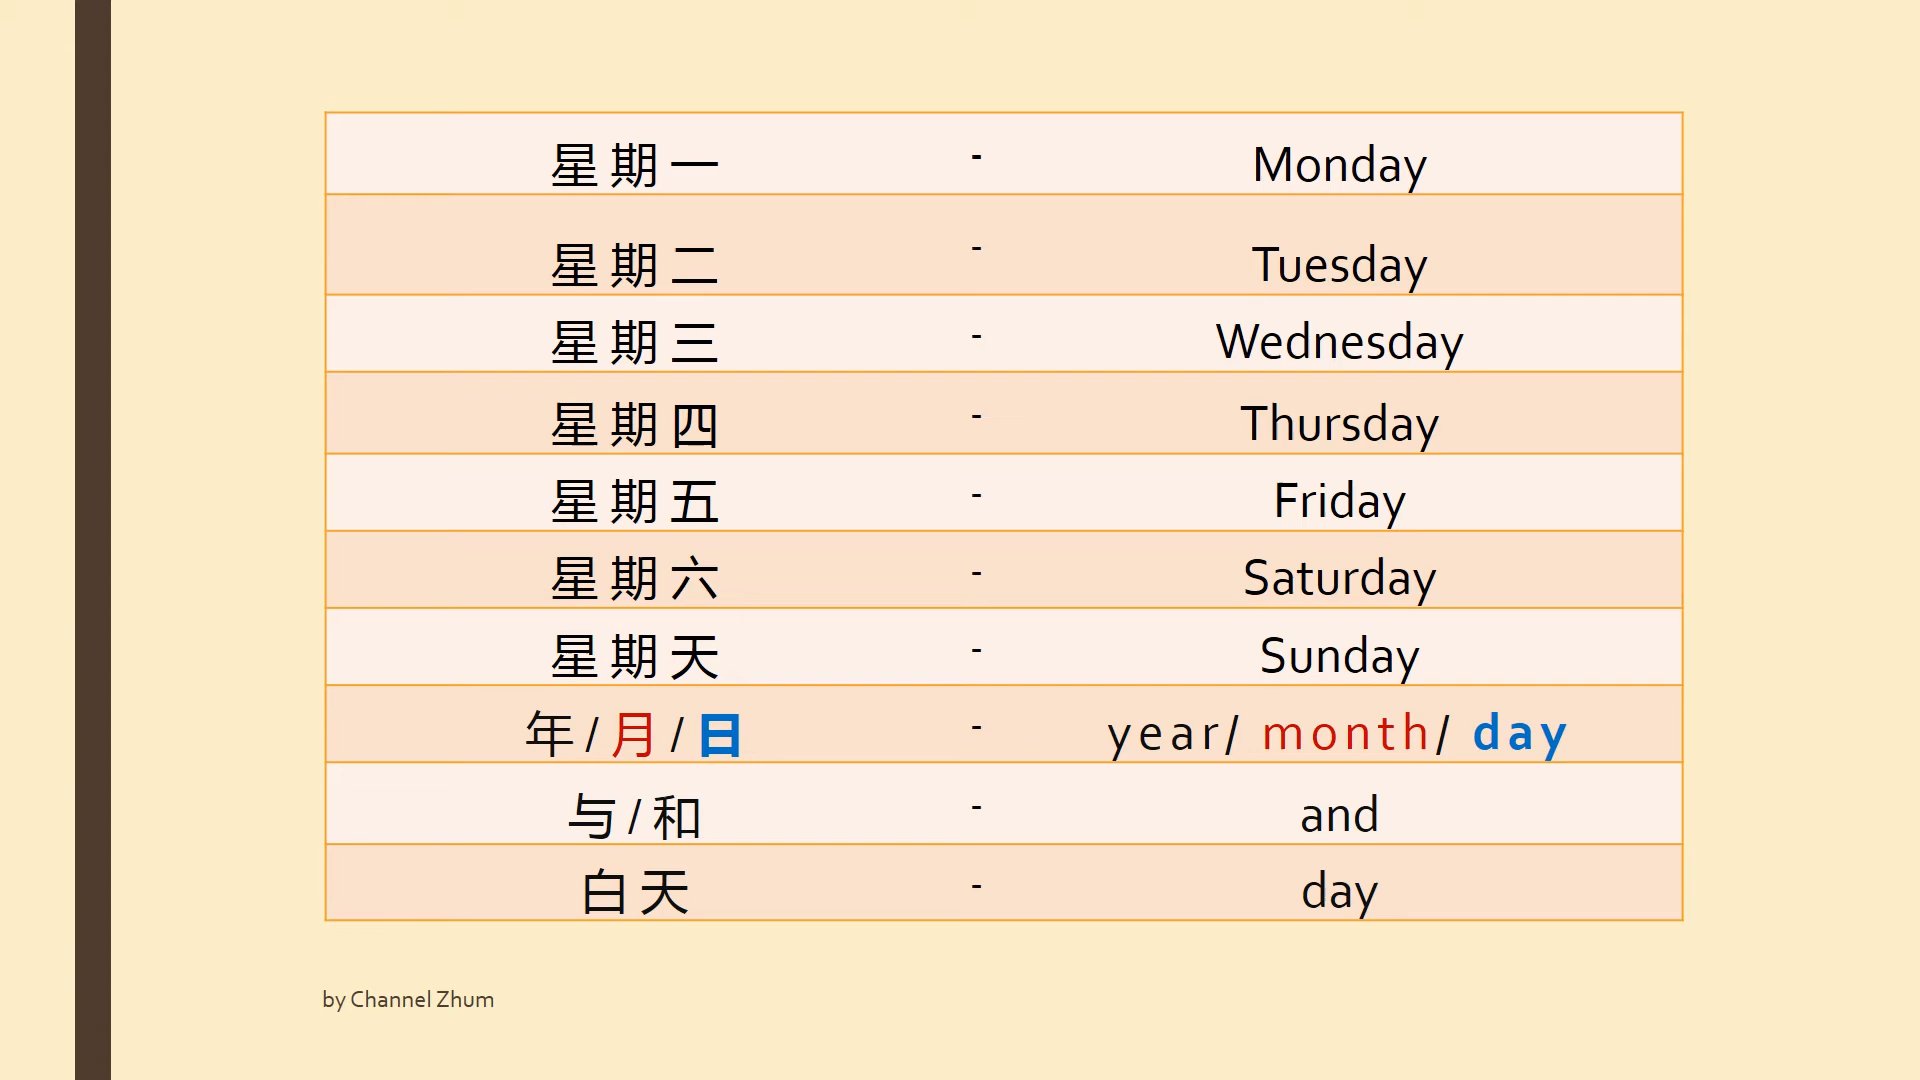 星期一 - Monday
星期二 - Tuesday
星期三 - Wednesday
星期四 - Thursday
星期五 - Friday
星期六 - Saturday
星期天 - Sunday
年/月/日 - year/ month/ day
与/和 - and
白天 - day
by Channel Zhum